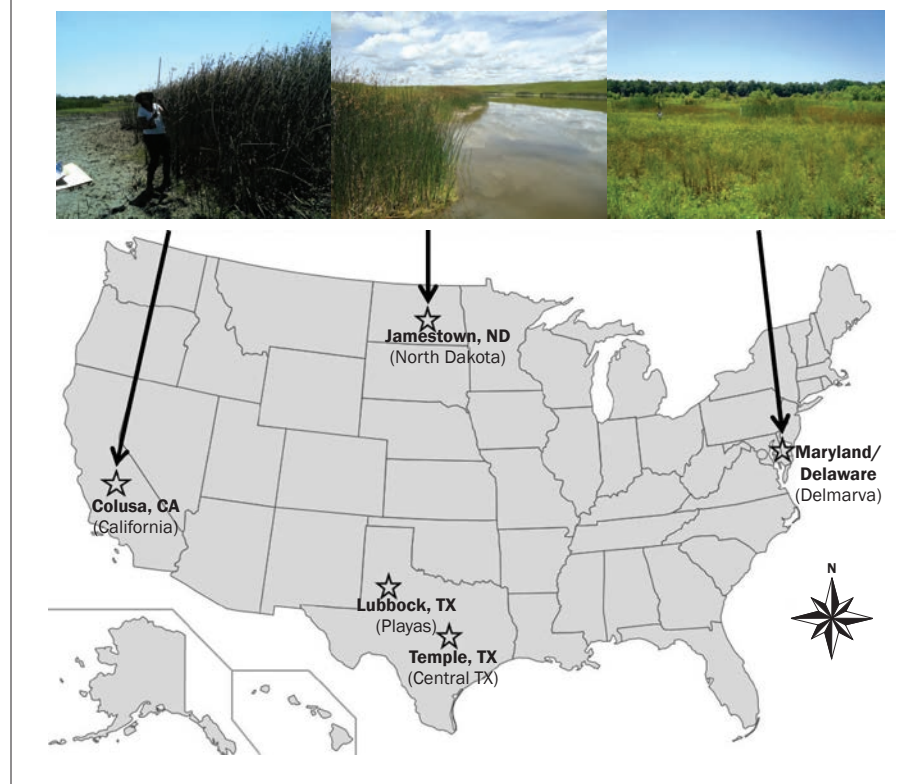 Jamestown, ND
(North Dakota)
Maryland/
Delaware
(Delmarva)
Colusa, CA
(California)
N
Lubbock, TX
(Playas)
Temple, TX
(Central TX)